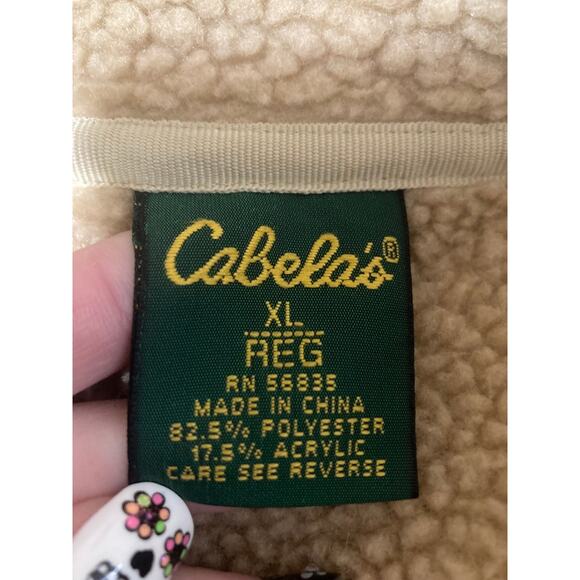 Cabela's®
XL
REG
RN 56835
MADE IN CHINA
82.5% POLYESTER
17.5% ACRYLIC
CARE SEE REVERSE